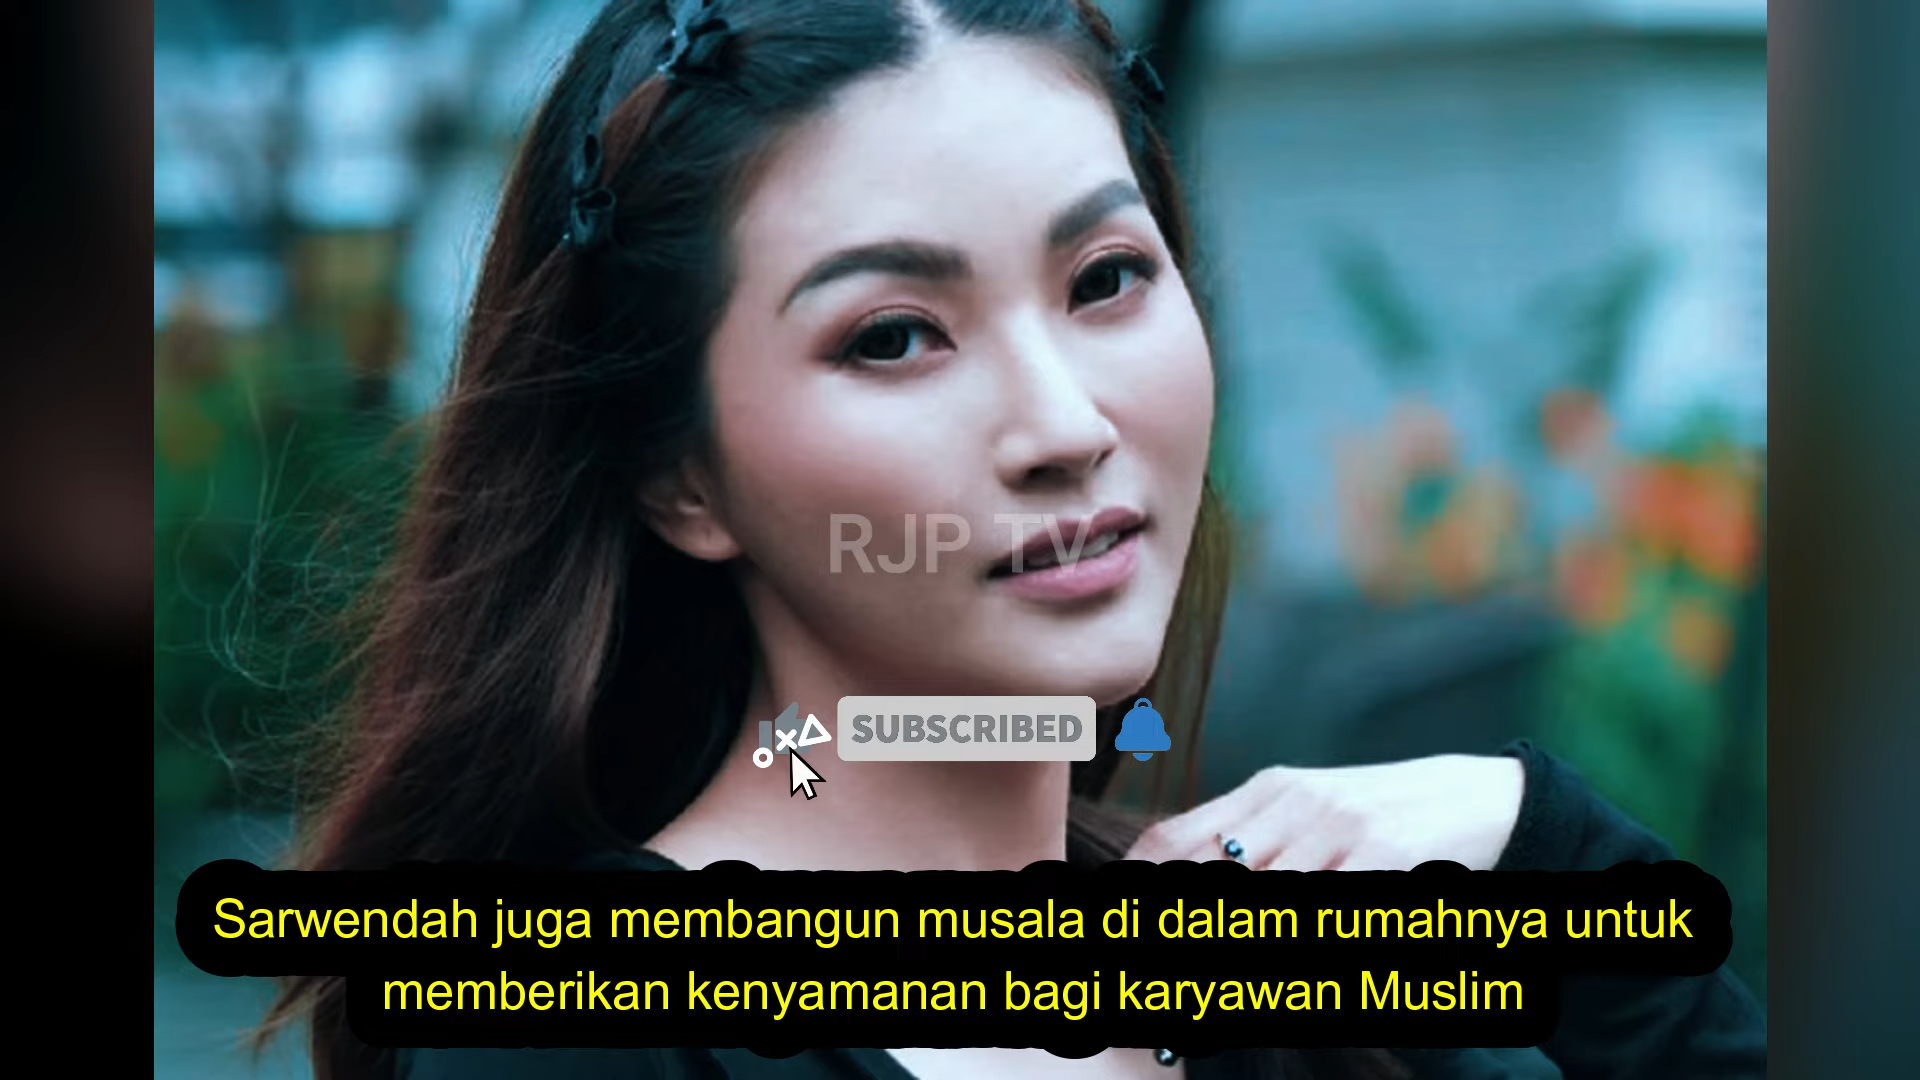 RJP TV
SUBSCRIBED
Sarwendah juga membangun musala di dalam rumahnya untuk
memberikan kenyamanan bagi karyawan Muslim